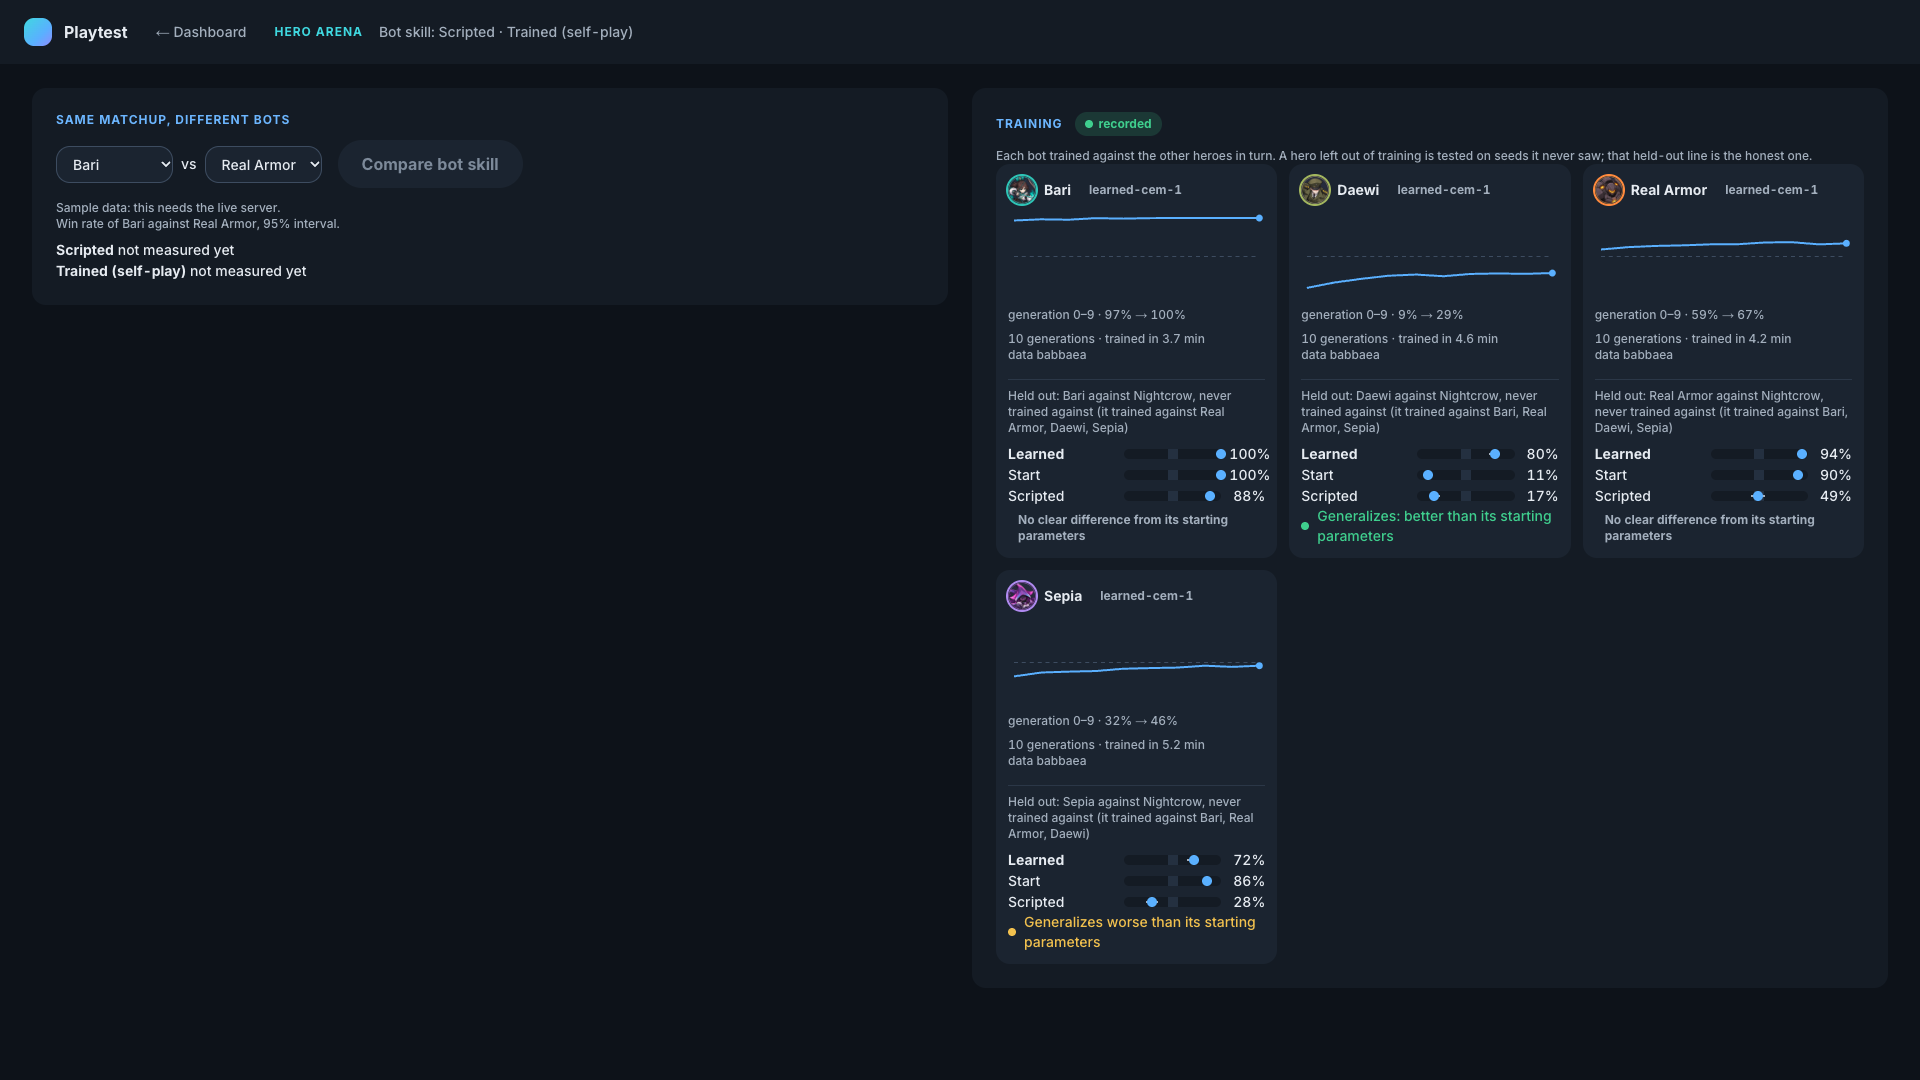 Playtest
← Dashboard
HERO ARENA
Bot skill: Scripted · Trained (self-play)
SAME MATCHUP, DIFFERENT BOTS
Bari vs Real Armor Compare bot skill
Sample data: this needs the live server.
Win rate of Bari against Real Armor, 95% interval.
Scripted not measured yet
Trained (self-play) not measured yet
TRAINING recorded
Each bot trained against the other heroes in turn. A hero left out of training is tested on seeds it never saw; that held-out line is the honest one.
Bari learned-cem-1
generation 0–9 · 97% → 100%
10 generations · trained in 3.7 min
data babbaea
Held out: Bari against Nightcrow, never
trained against (it trained against Real
Armor, Daewi, Sepia)
Learned 100%
Start 100%
Scripted 88%
No clear difference from its starting
parameters
Daewi learned-cem-1
generation 0–9 · 9% → 29%
10 generations · trained in 4.6 min
data babbaea
Held out: Daewi against Nightcrow, never
trained against (it trained against Bari, Real
Armor, Sepia)
Learned 80%
Start 11%
Scripted 17%
Generalizes: better than its starting
parameters
Real Armor learned-cem-1
generation 0–9 · 59% → 67%
10 generations · trained in 4.2 min
data babbaea
Held out: Real Armor against Nightcrow,
never trained against (it trained against Bari,
Daewi, Sepia)
Learned 94%
Start 90%
Scripted 49%
No clear difference from its starting
parameters
Sepia learned-cem-1
generation 0–9 · 32% → 46%
10 generations · trained in 5.2 min
data babbaea
Held out: Sepia against Nightcrow, never
trained against (it trained against Bari, Real
Armor, Daewi)
Learned 72%
Start 86%
Scripted 28%
Generalizes worse than its starting
parameters